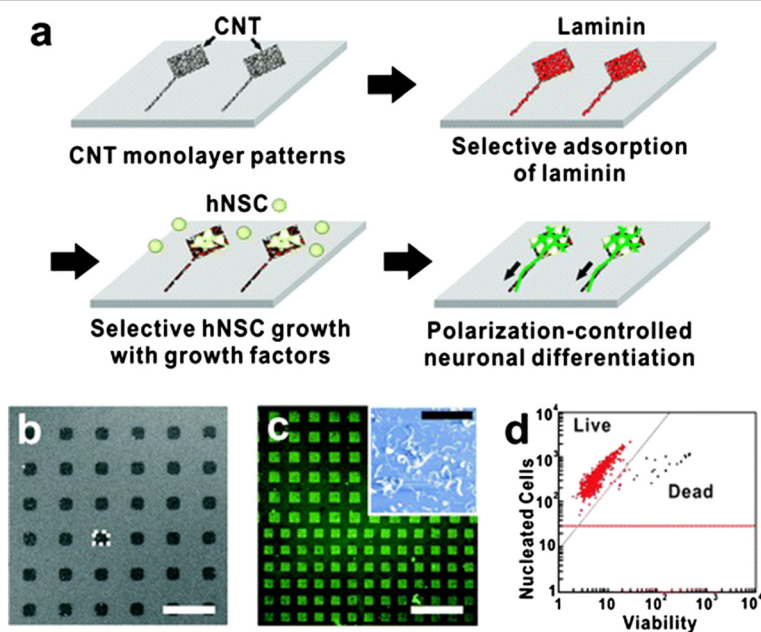 a
CNT
Laminin
CNT monolayer patterns
Selective adsorption
of laminin
hNSC
Selective hNSC growth
with growth factors
Polarization-controlled
neuronal differentiation
b
c
d
Nucleated Cells
10⁴
10³
10²
10
1
Live
Dead
1 10 10² 10³ 10⁴
Viability